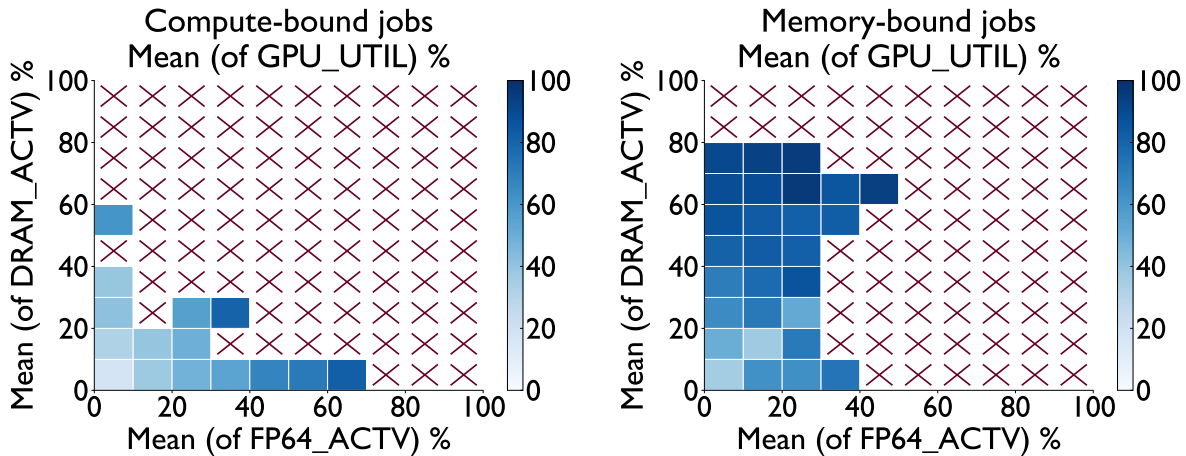 Compute-bound jobs
Mean (of GPU_UTIL) %
Mean (of DRAM_ACTV) %
100
80
60
40
20
0
0 20 40 60 80 100
Mean (of FP64_ACTV) %
100
80
60
40
20
0
Memory-bound jobs
Mean (of GPU_UTIL) %
Mean (of DRAM_ACTV) %
100
80
60
40
20
0
0 20 40 60 80 100
Mean (of FP64_ACTV) %
100
80
60
40
20
0